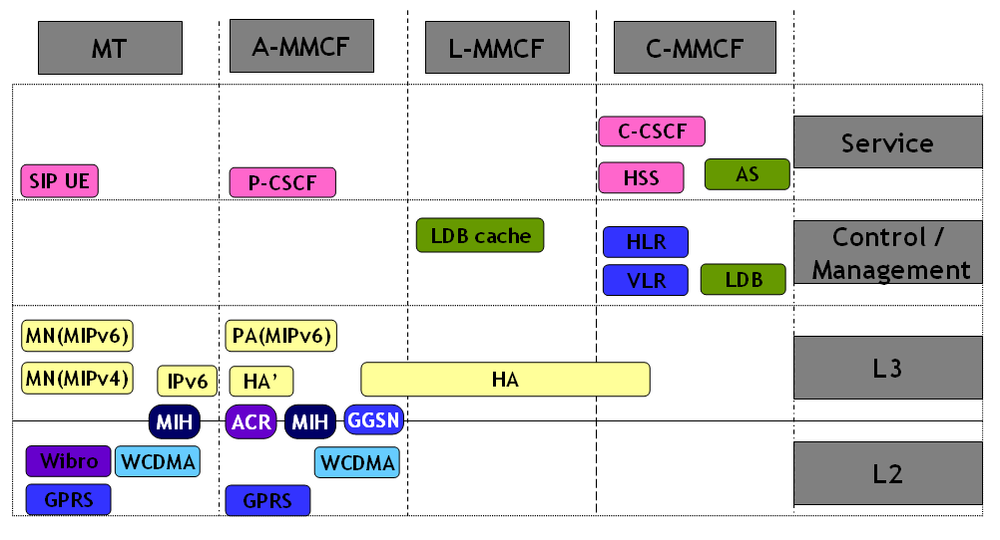 MT
A-MMCF
L-MMCF
C-MMCF
C-CSCF
Service
SIP UE
P-CSCF
HSS
AS
LDB cache
HLR
Control /
Management
VLR
LDB
MN(MIPv6)
PA(MIPv6)
MN(MIPv4)
IPv6
HA’
HA
L3
MIH
ACR
MIH
GGSN
Wibro
WCDMA
WCDMA
L2
GPRS
GPRS